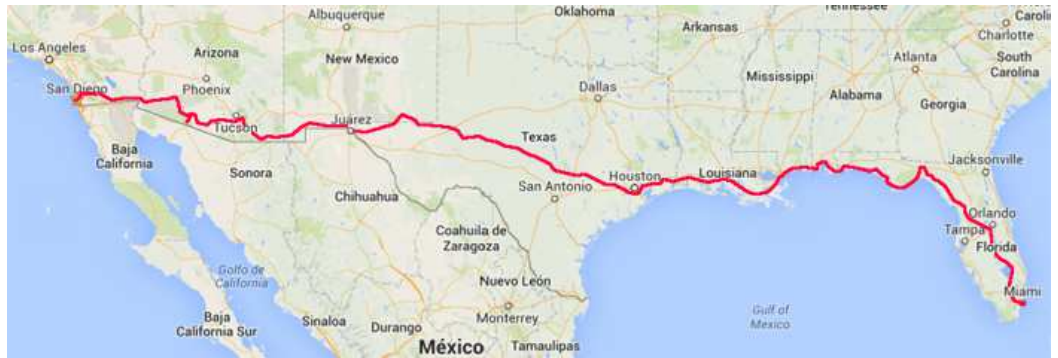 Tennessee
Oklahoma
Albuquerque
Arkansas
Carolina
Charlotte
Los Angeles
Arizona
New Mexico
Atlanta
South
Carolina
Mississippi
San Diego
Phoenix
Dallas
Alabama
Georgia
Tucson
Juárez
Texas
Baja
California
Sonora
Houston
Louisiana
Jacksonville
San Antonio
Chihuahua
Orlando
Coahuila de
Zaragoza
Tampa
Florida
Golfo de
California
Nuevo León
Miami
Gulf of
Mexico
Baja
California Sur
Sinaloa
Durango
Monterrey
México
Tamaulipas